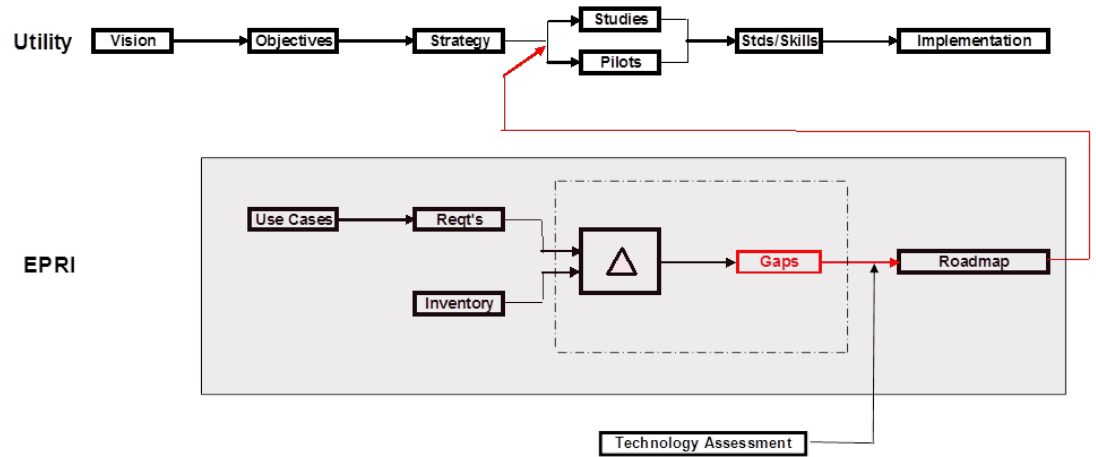 Studies
Utility
Vision
Objectives
Strategy
Stds/Skills
Implementation
Pilots
Use Cases
Reqt's
EPRI
Δ
Gaps
Roadmap
Inventory
Technology Assessment